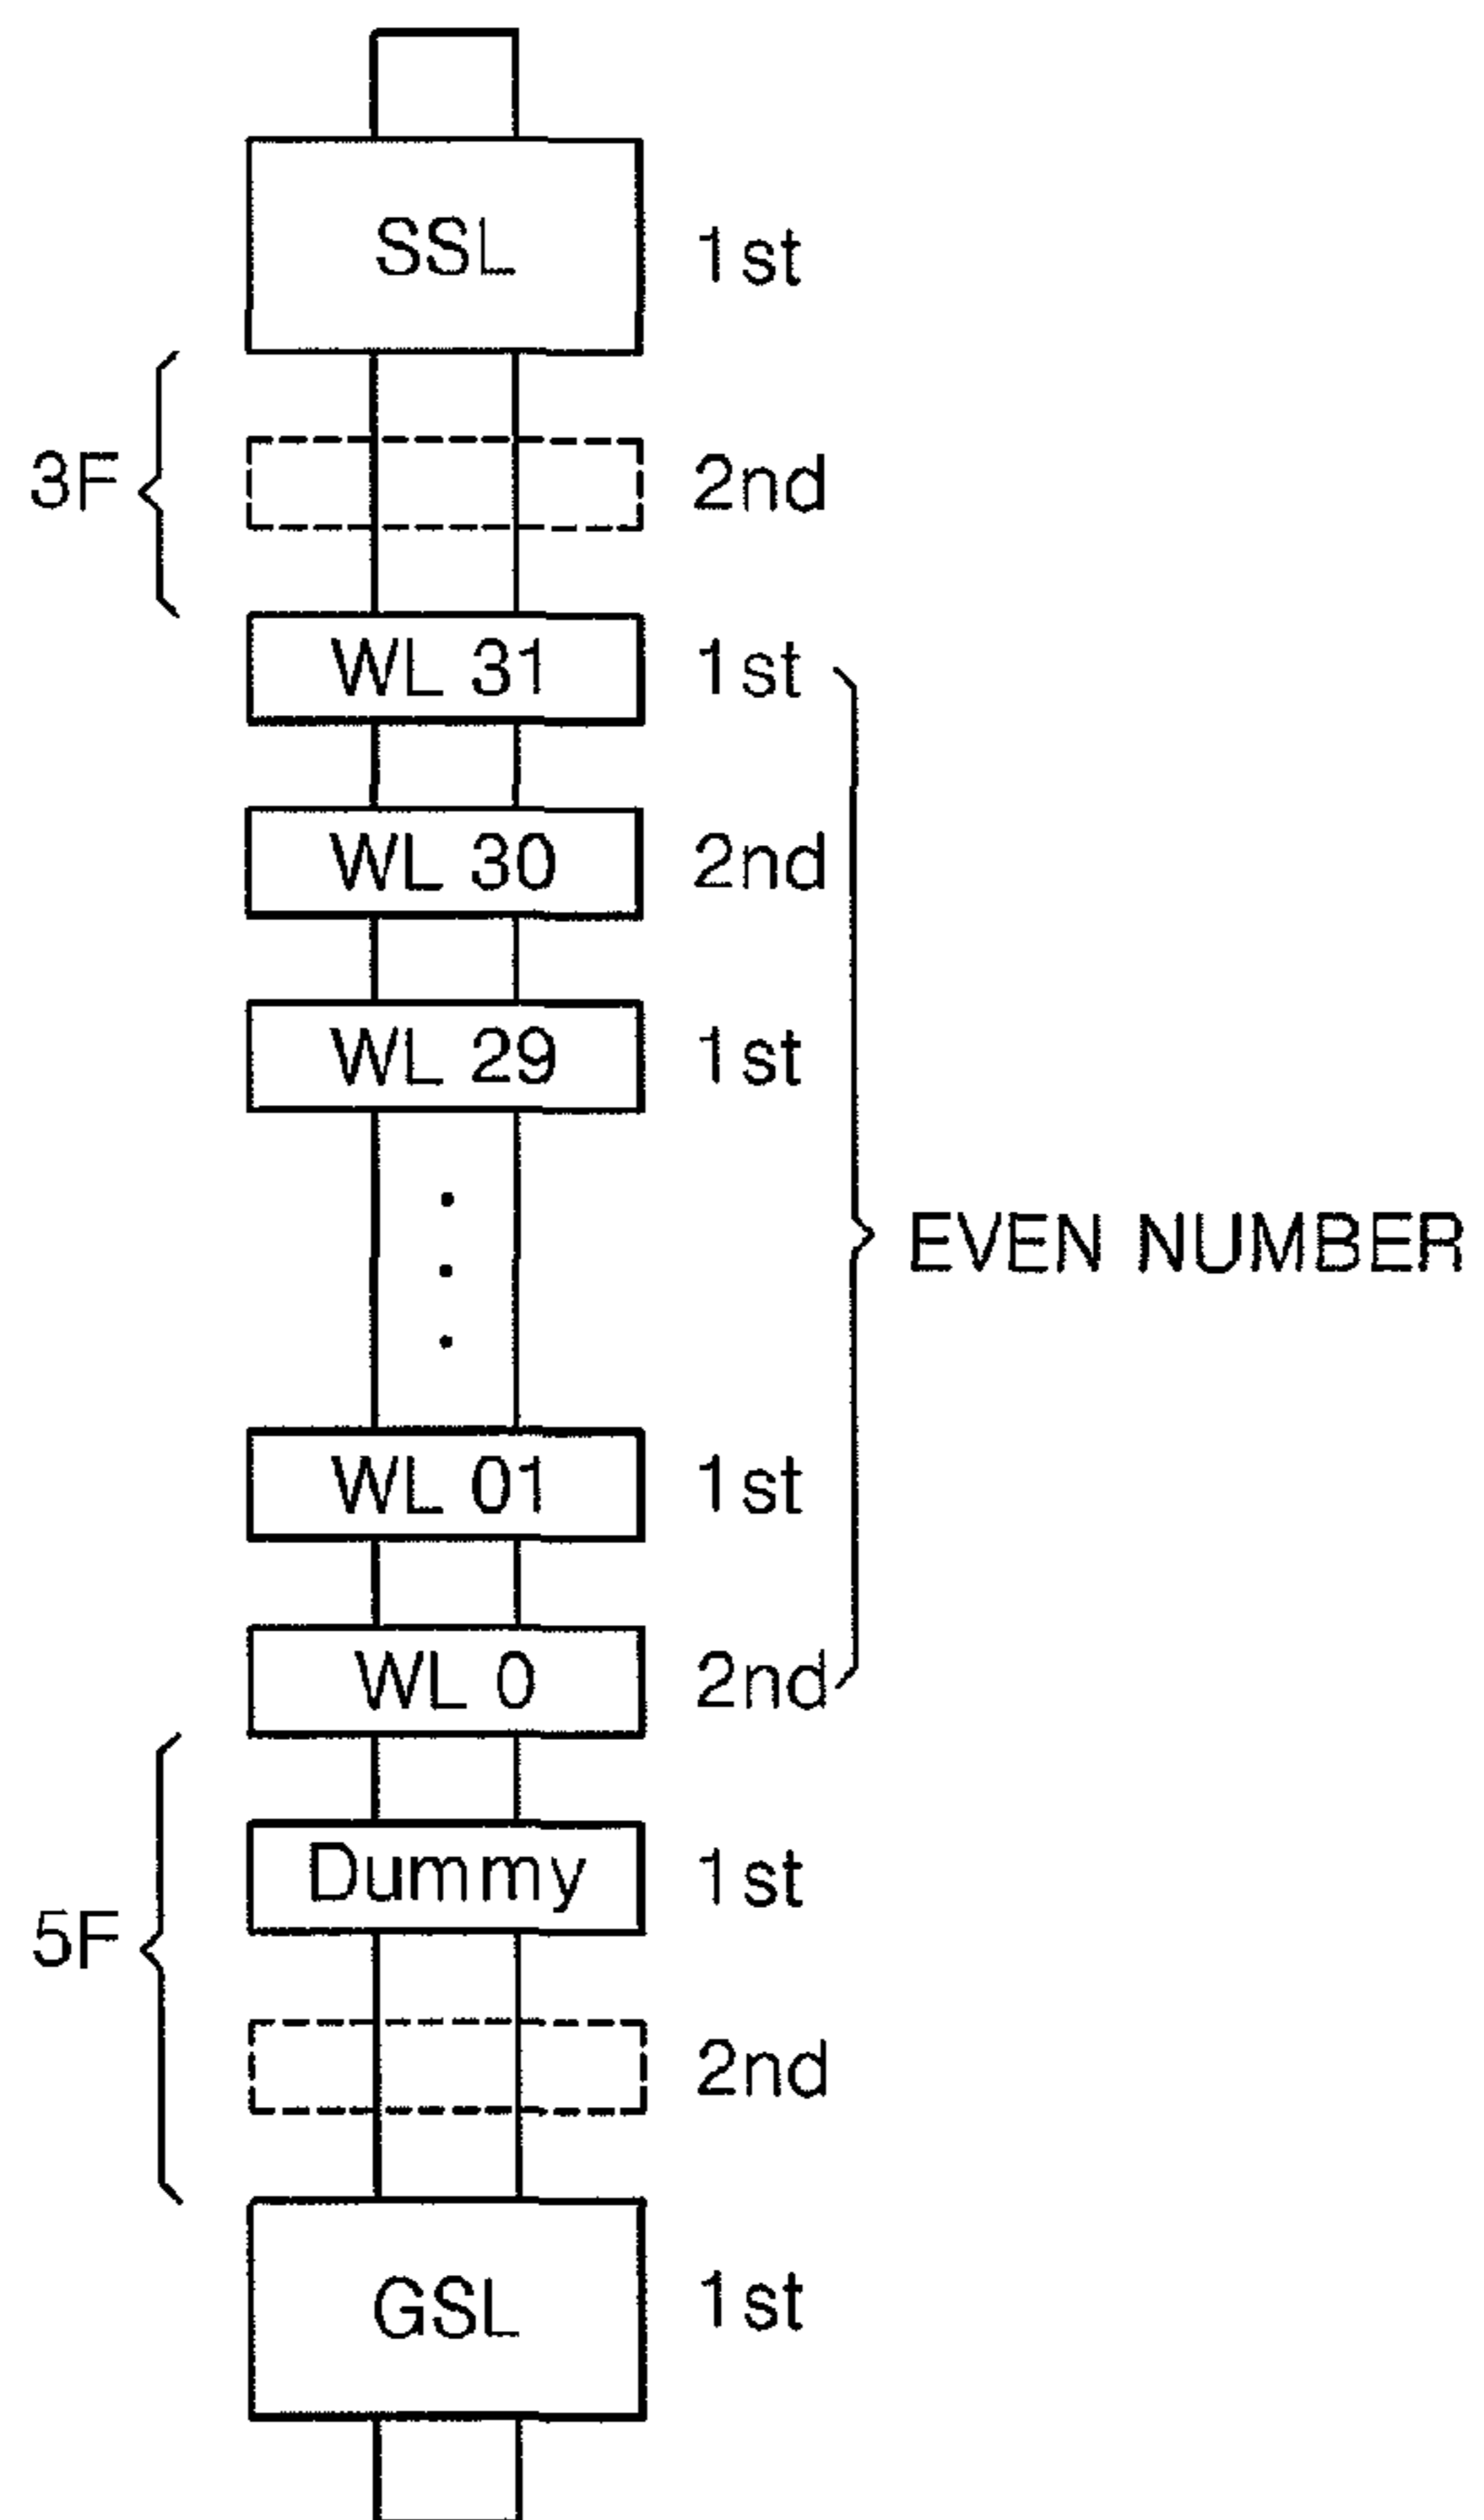 SSL 1st
3F 2nd
WL 31 1st
WL 30 2nd
WL 29 1st
EVEN NUMBER
WL 01 1st
WL 0 2nd
Dummy 1st
5F
2nd
GSL 1st